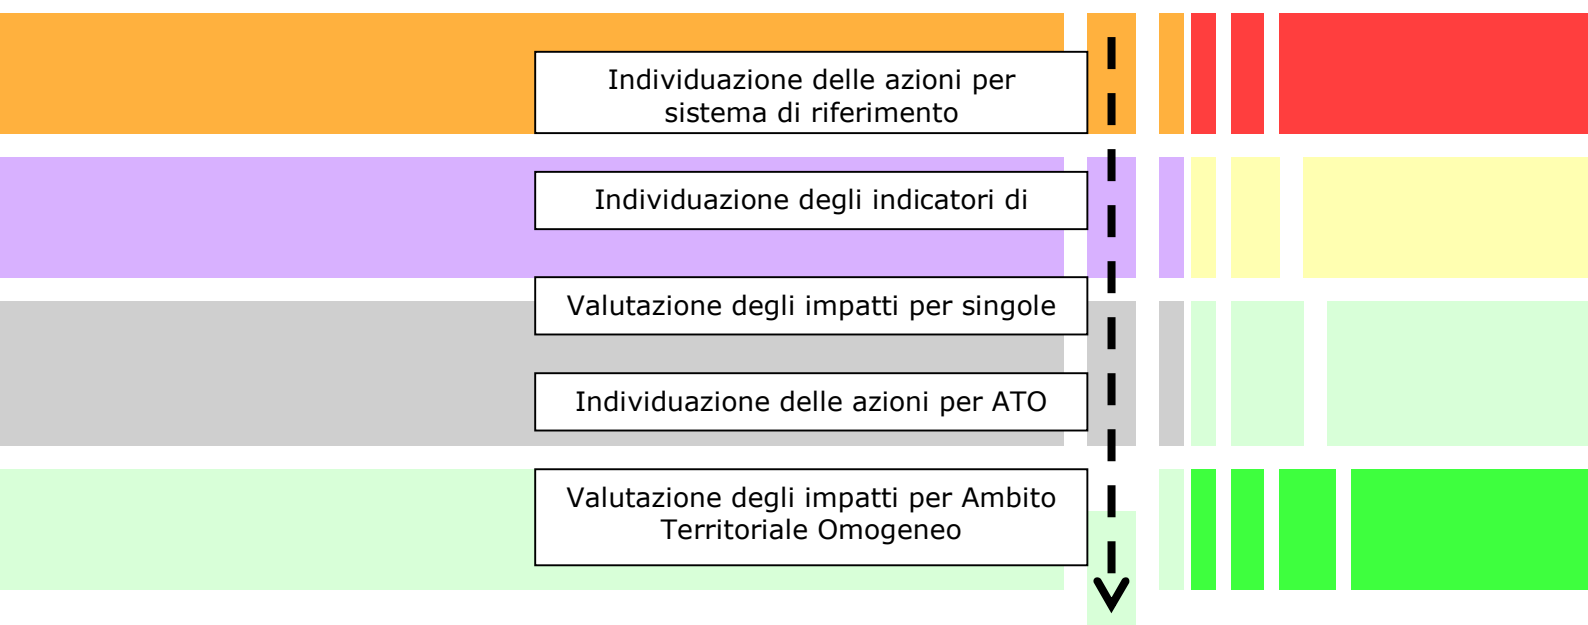 Individuazione delle azioni per
sistema di riferimento
Individuazione degli indicatori di
Valutazione degli impatti per singole
Individuazione delle azioni per ATO
Valutazione degli impatti per Ambito
Territoriale Omogeneo